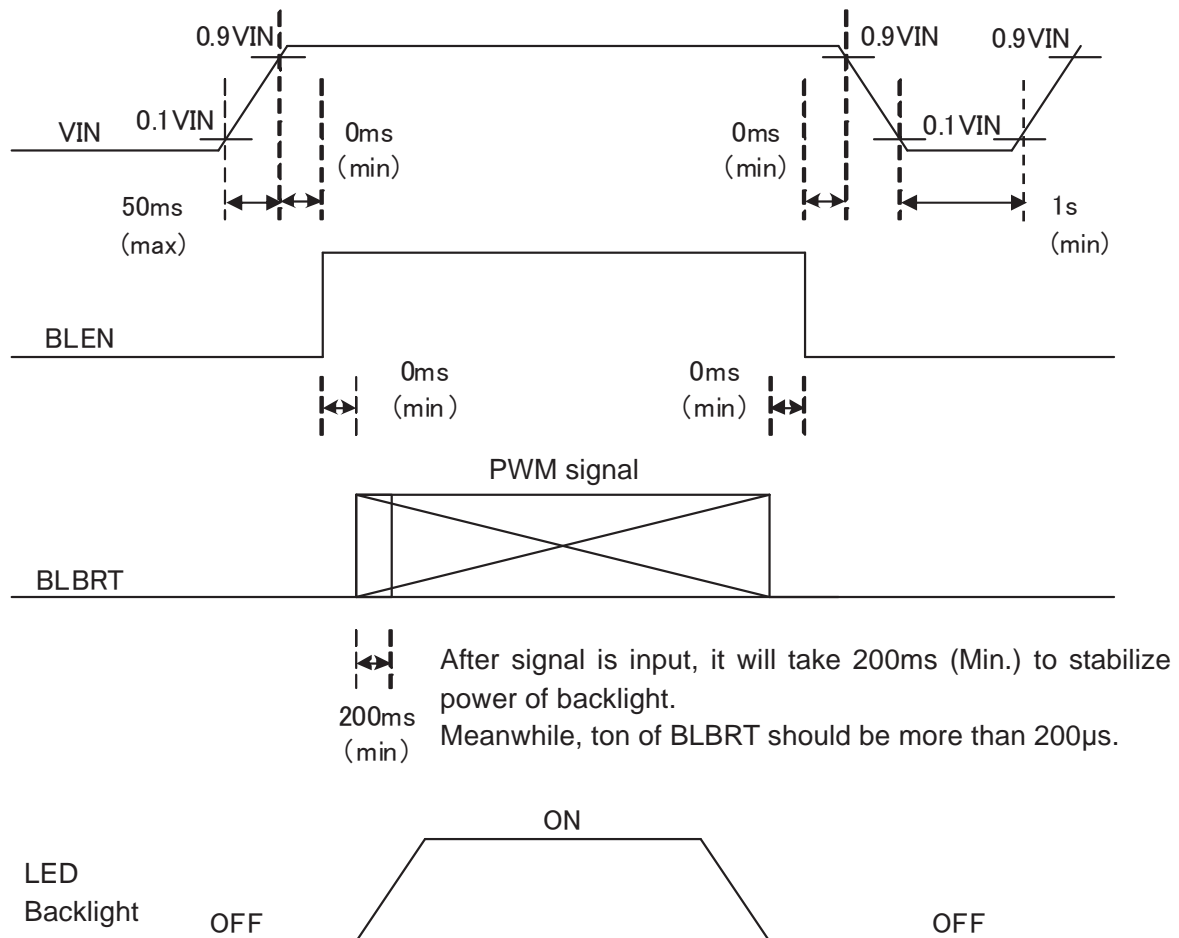 0.9VIN
0.9VIN
0.9VIN
VIN
0.1VIN
0ms
(min)
0ms
(min)
0.1VIN
50ms
(max)
1s
(min)
BLEN
0ms
(min)
0ms
(min)
PWM signal
BLBRT
200ms
(min)
After signal is input, it will take 200ms (Min.) to stabilize
power of backlight.
Meanwhile, ton of BLBRT should be more than 200μs.
ON
LED
Backlight
OFF
OFF